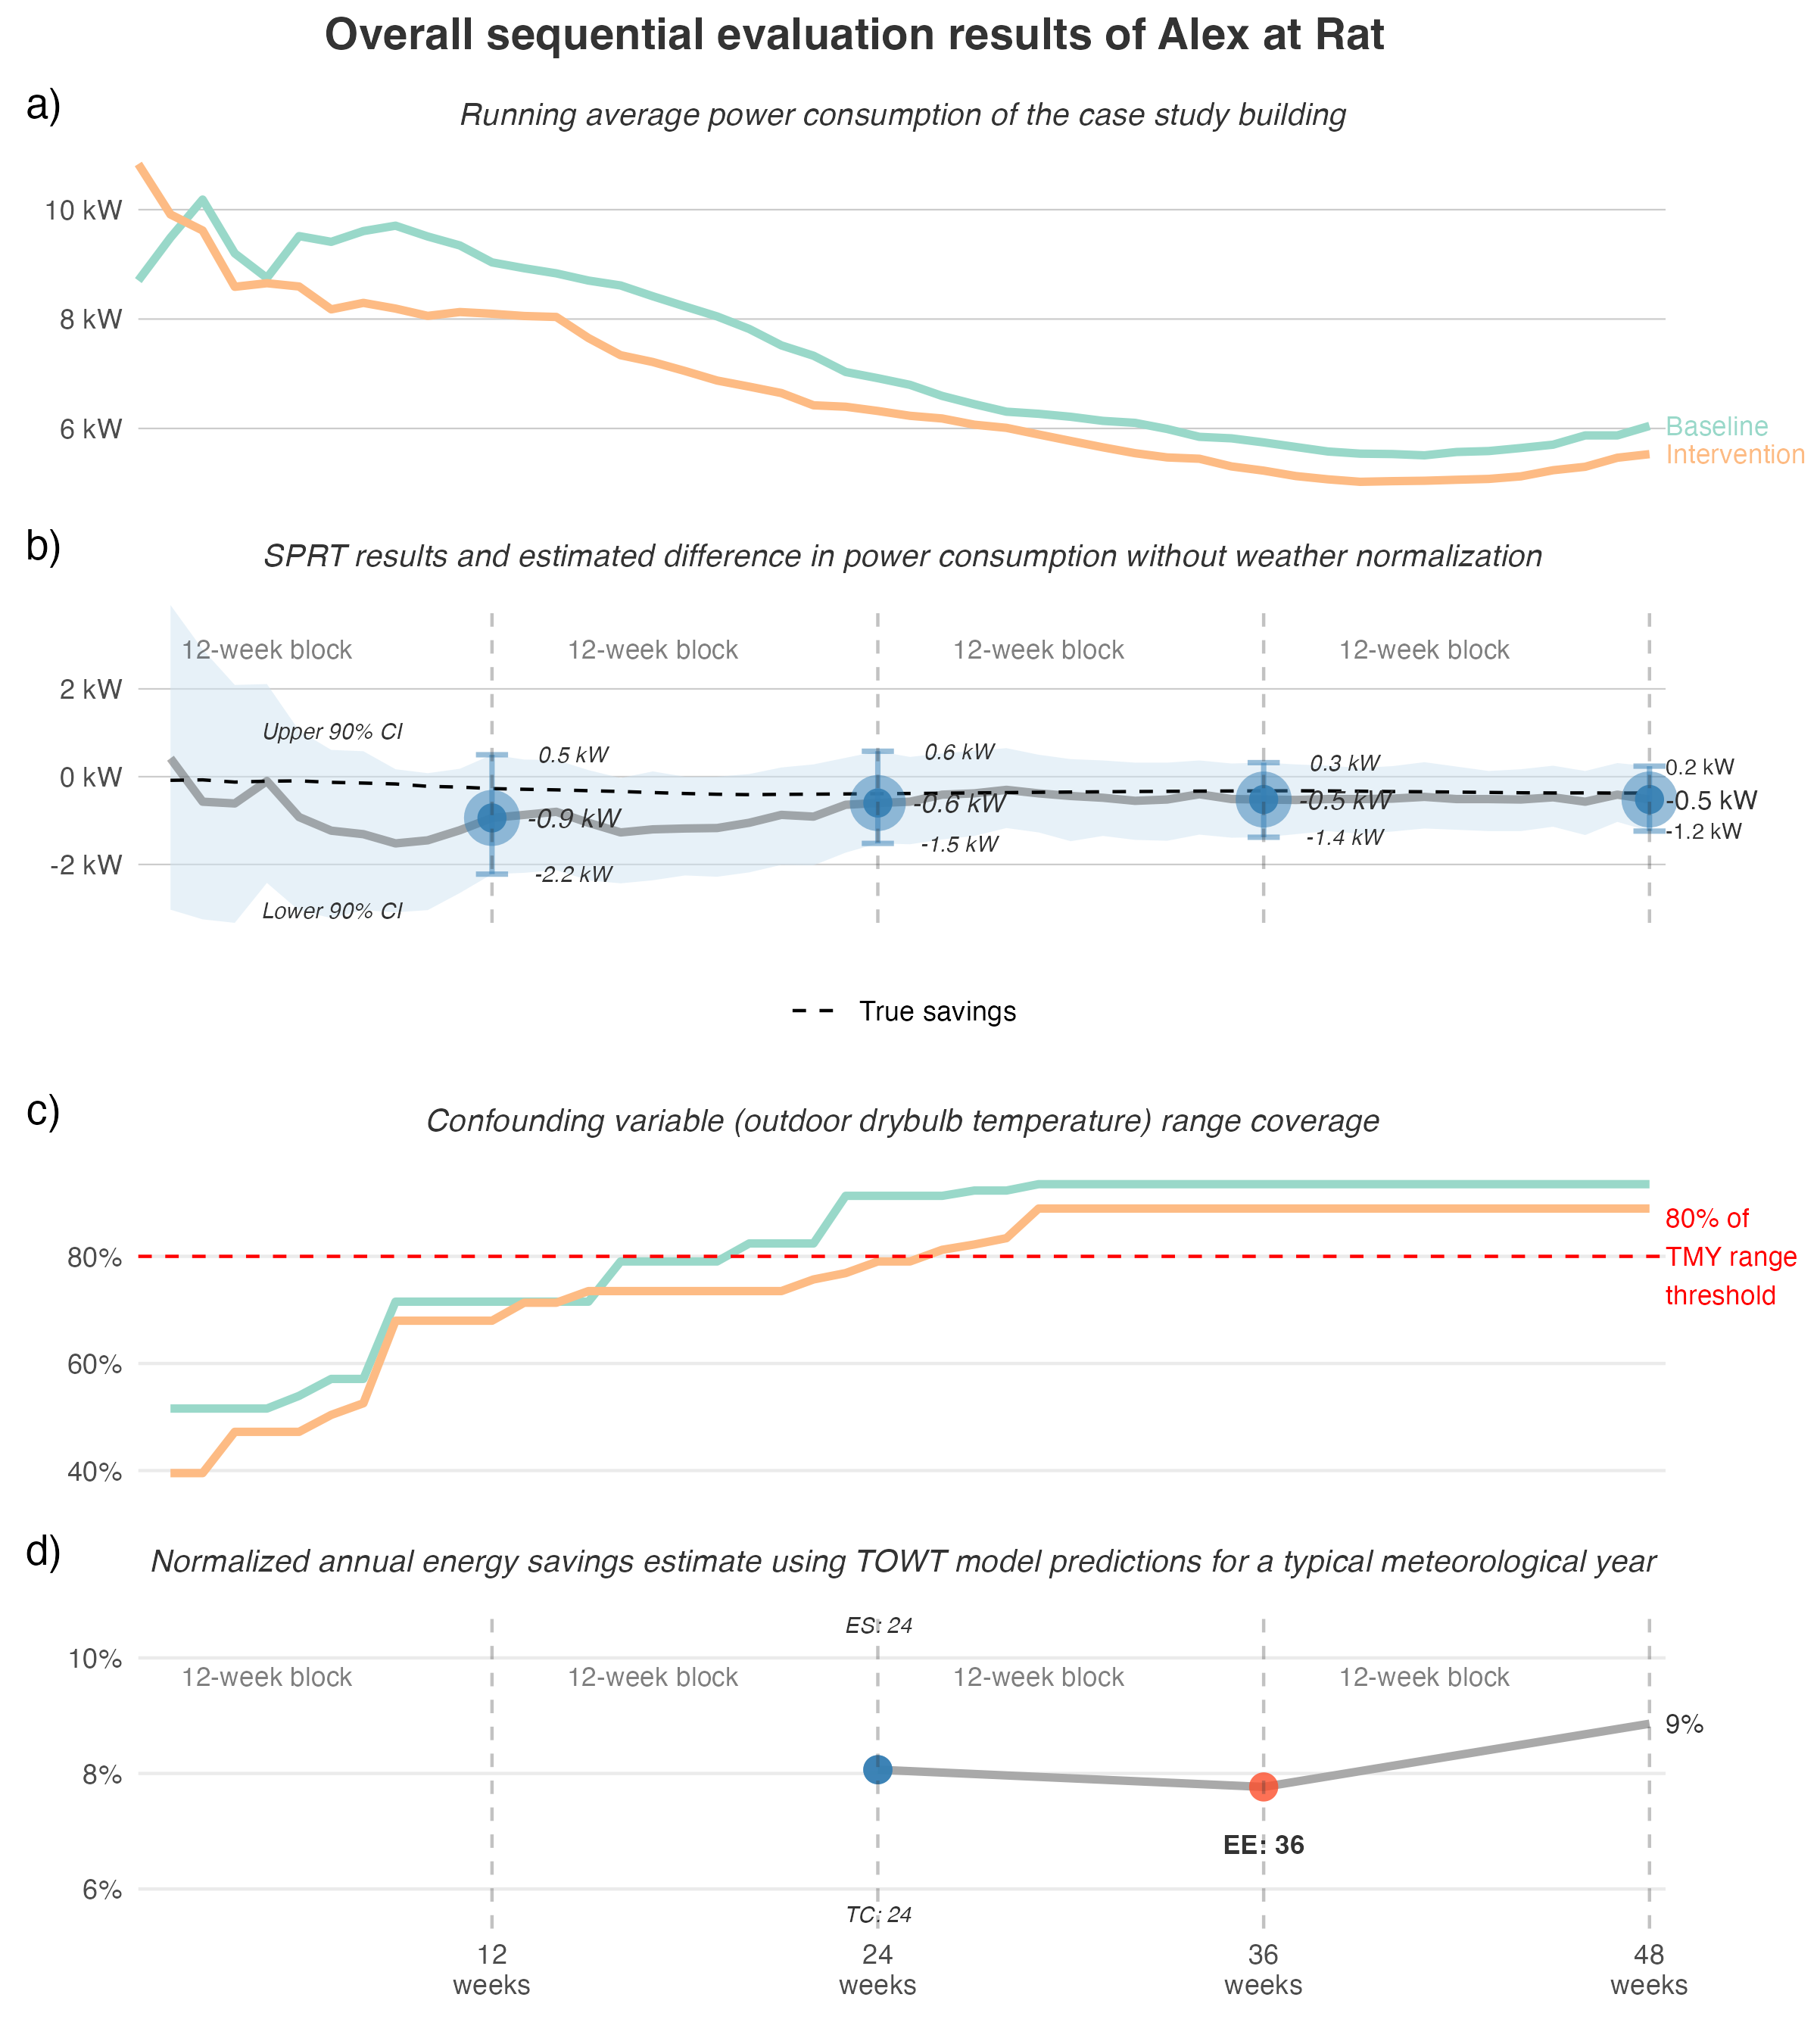 Overall sequential evaluation results of Alex at Rat
a)
Running average power consumption of the case study building
10 kW
8 kW
6 kW
Baseline
Intervention
b)
SPRT results and estimated difference in power consumption without weather normalization
12-week block
12-week block
12-week block
12-week block
2 kW
0 kW
-2 kW
Upper 90% CI
Lower 90% CI
0.5 kW
-0.9 kW
-2.2 kW
0.6 kW
-0.6 kW
-1.5 kW
0.3 kW
-0.5 kW
-1.4 kW
0.2 kW
-0.5 kW
-1.2 kW
True savings
c)
Confounding variable (outdoor drybulb temperature) range coverage
80%
60%
40%
80% of
TMY range
threshold
d)
Normalized annual energy savings estimate using TOWT model predictions for a typical meteorological year
ES: 24
10%
8%
6%
12-week block
12-week block
12-week block
12-week block
9%
EE: 36
TC: 24
12
weeks
24
weeks
36
weeks
48
weeks